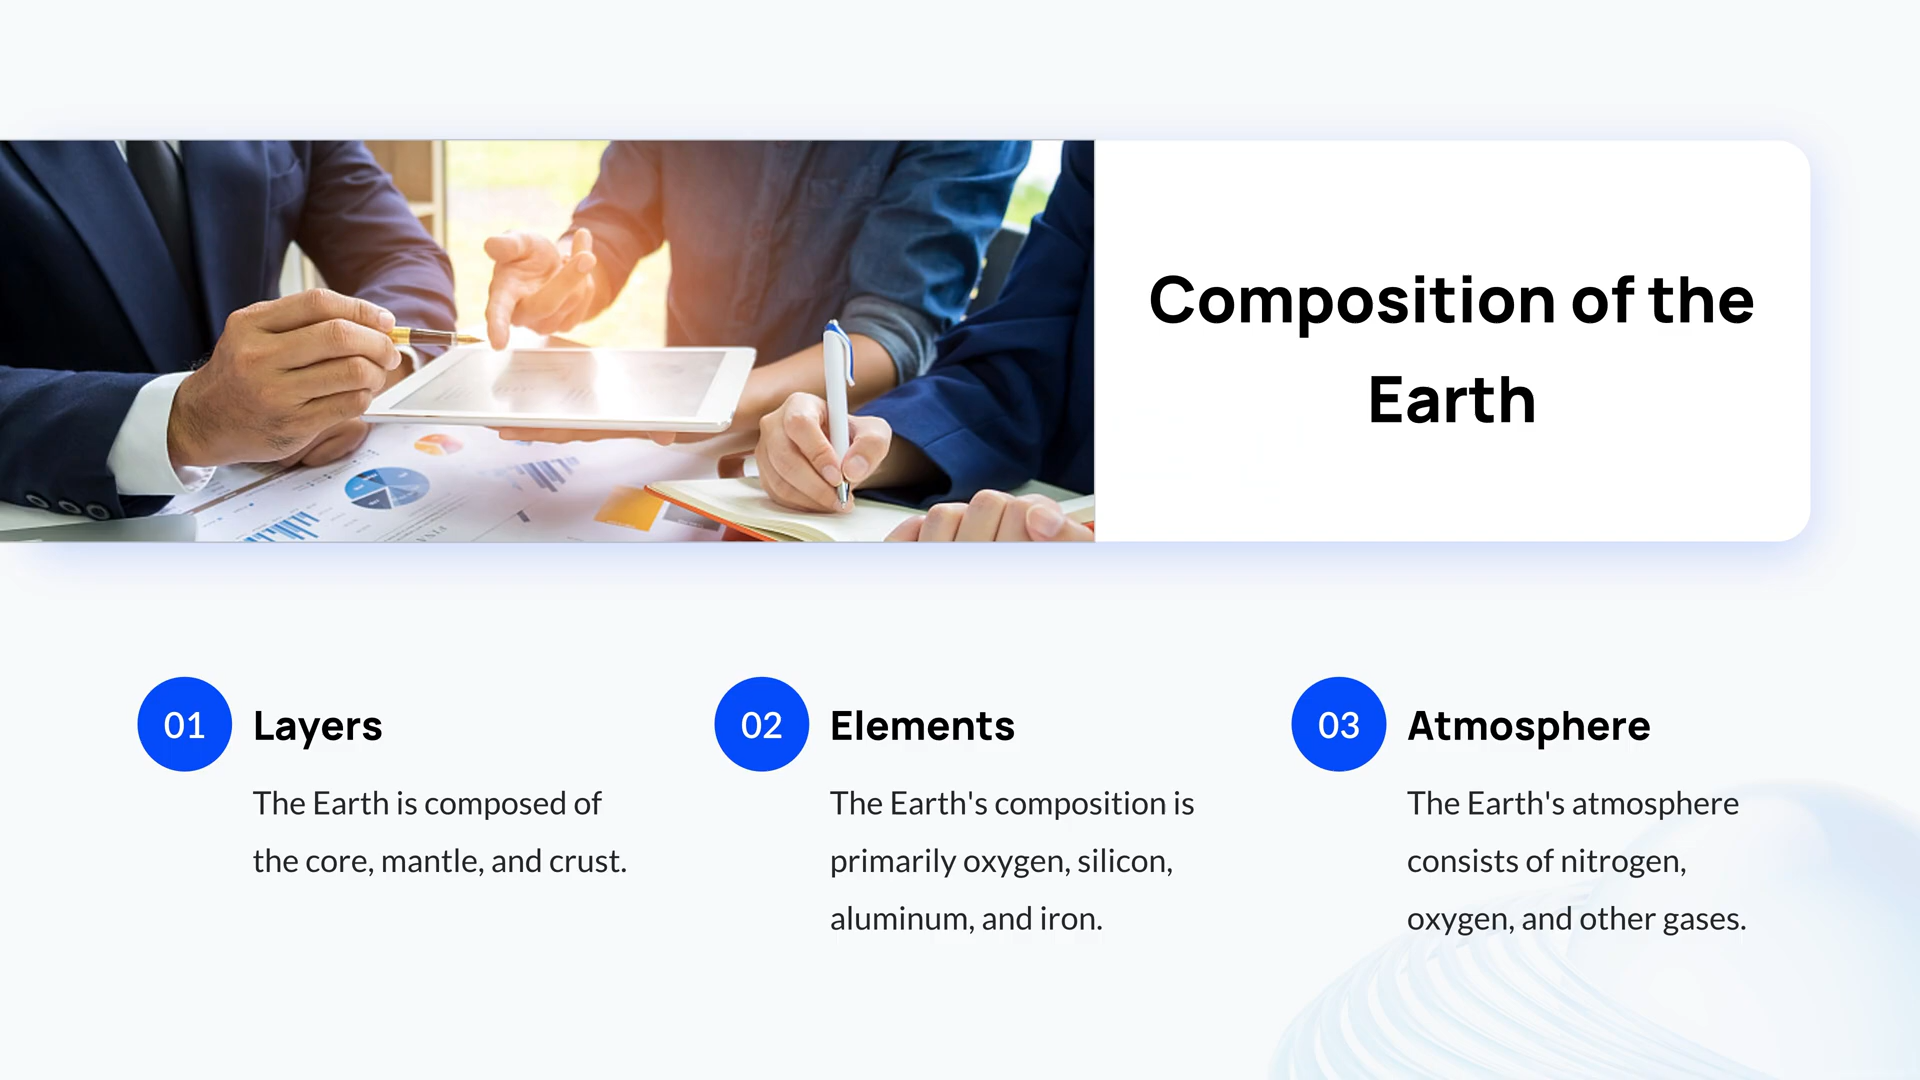 Composition of the
Earth
01
Layers
The Earth is composed of
the core, mantle, and crust.
02
Elements
The Earth's composition is
primarily oxygen, silicon,
aluminum, and iron.
03
Atmosphere
The Earth's atmosphere
consists of nitrogen,
oxygen, and other gases.